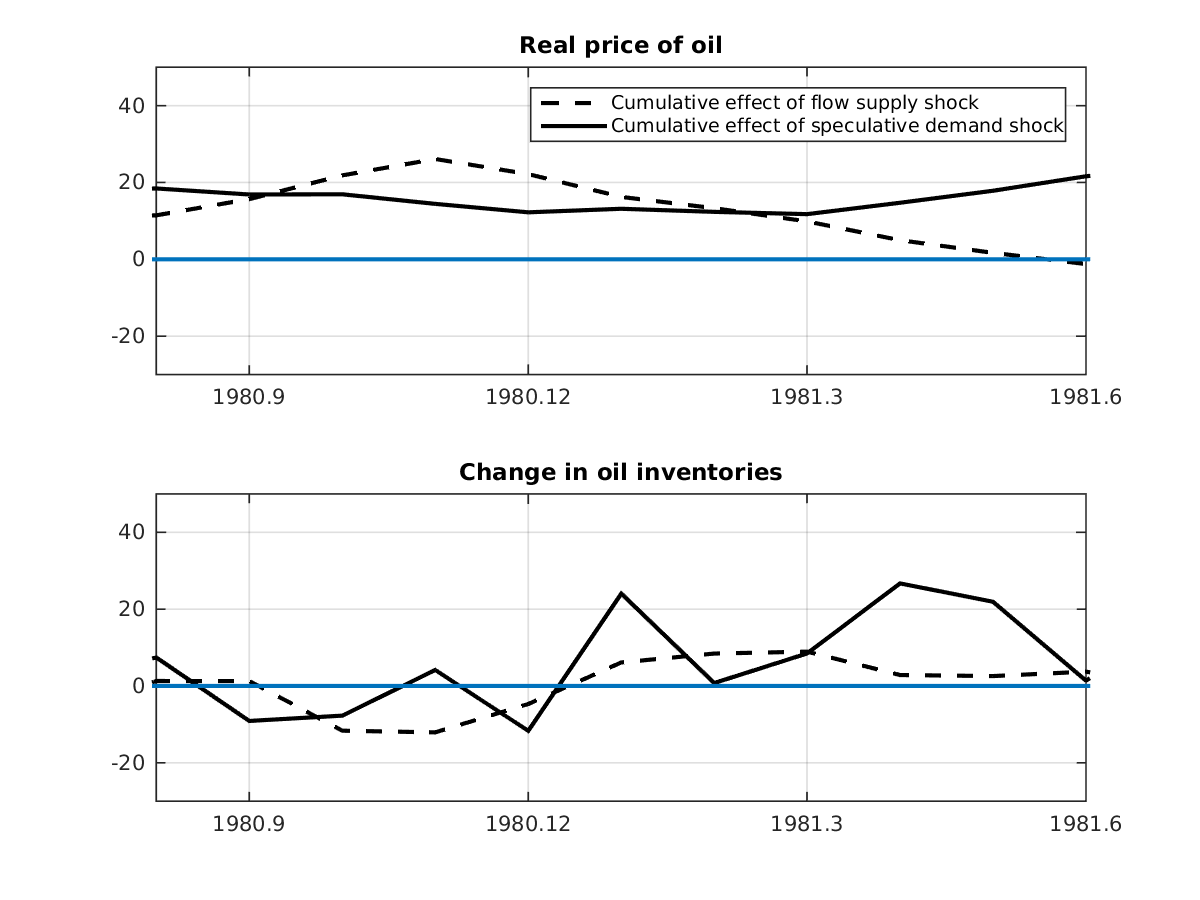 Real price of oil
Cumulative effect of flow supply shock
Cumulative effect of speculative demand shock
40
20
0
-20
1980.9 1980.12 1981.3 1981.6
Change in oil inventories
40
20
0
-20
1980.9 1980.12 1981.3 1981.6